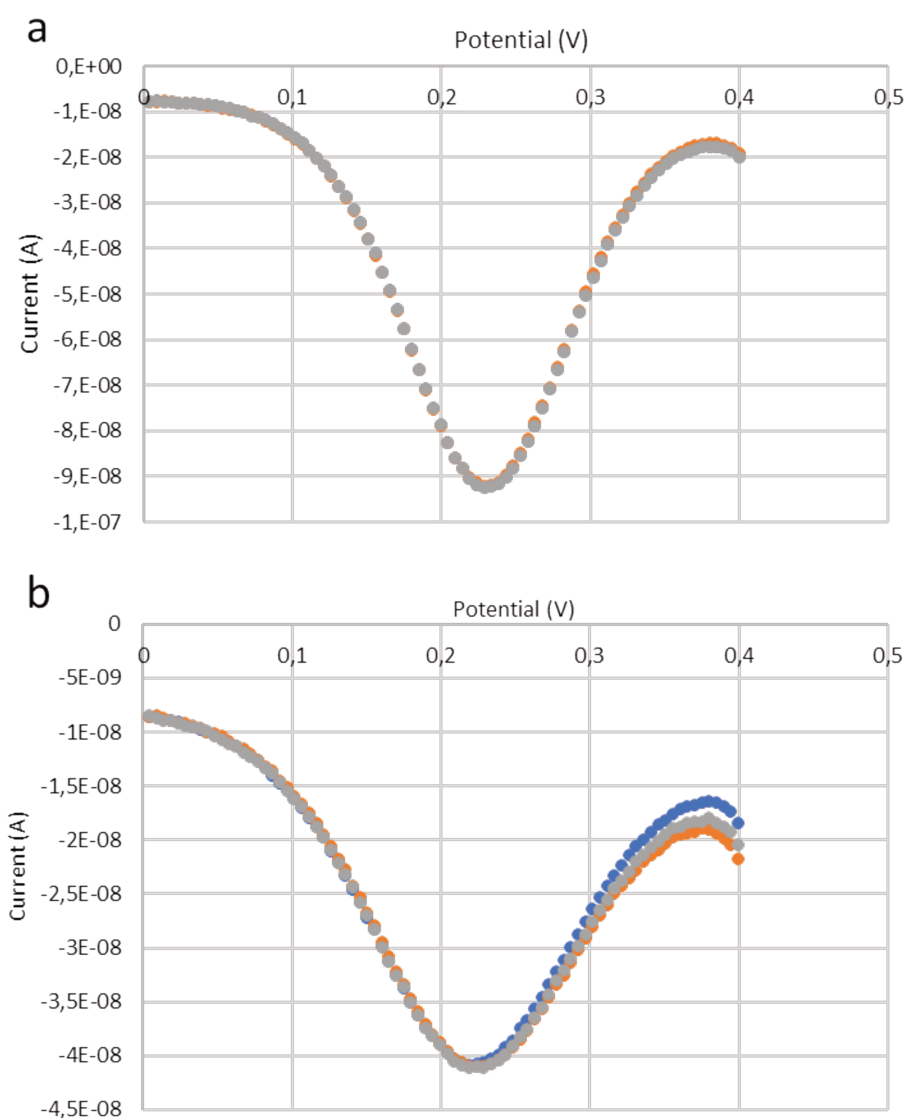 a
Potential (V)
0,E+00
0 0,1 0,2 0,3 0,4 0,5
-1,E-08
-2,E-08
-3,E-08
-4,E-08
-5,E-08
-6,E-08
-7,E-08
-8,E-08
-9,E-08
-1,E-07
Current (A)
b
Potential (V)
0
0 0,1 0,2 0,3 0,4 0,5
-5E-09
-1E-08
-1,5E-08
-2E-08
-2,5E-08
-3E-08
-3,5E-08
-4E-08
-4,5E-08
Current (A)